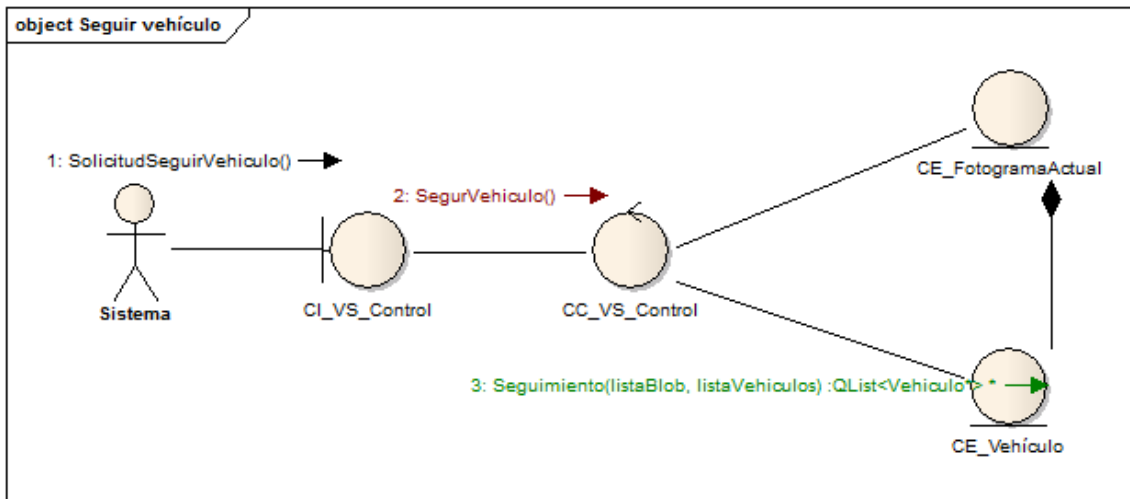 object Seguir vehículo
1: SolicitudSeguirVehiculo()
2: SegurVehiculo()
CE_FotogramaActual
Sistema
CI_VS_Control
CC_VS_Control
3: Seguimiento(listaBlob, listaVehiculos) :QList<Vehiculo*> *
CE_Vehículo